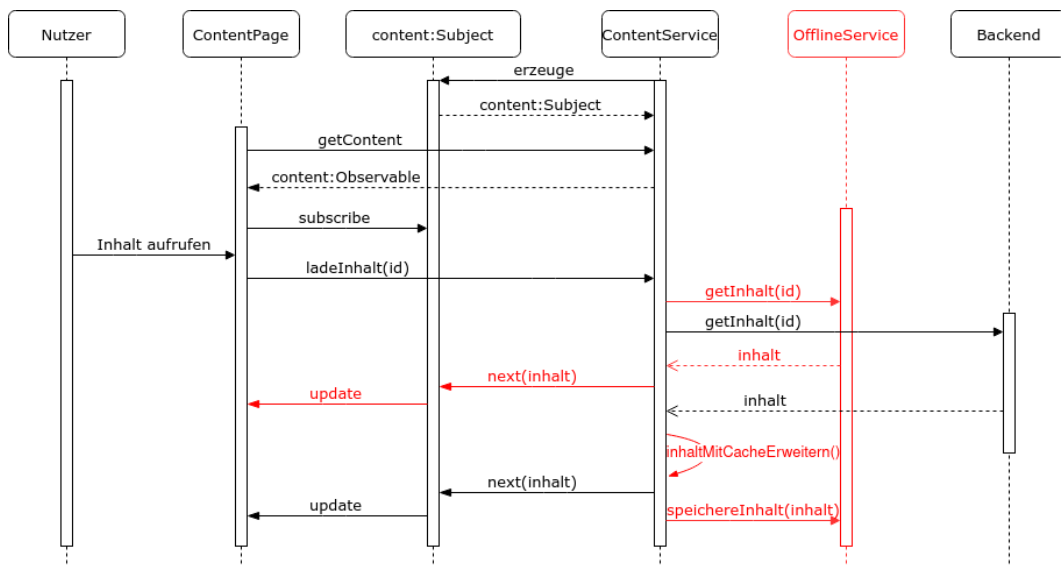 Nutzer
ContentPage
content:Subject
ContentService
OfflineService
Backend
erzeuge
content:Subject
getContent
content:Observable
subscribe
Inhalt aufrufen
ladeInhalt(id)
getInhalt(id)
getInhalt(id)
inhalt
next(inhalt)
update
inhalt
inhaltMitCacheErweitern()
next(inhalt)
update
speichereInhalt(inhalt)